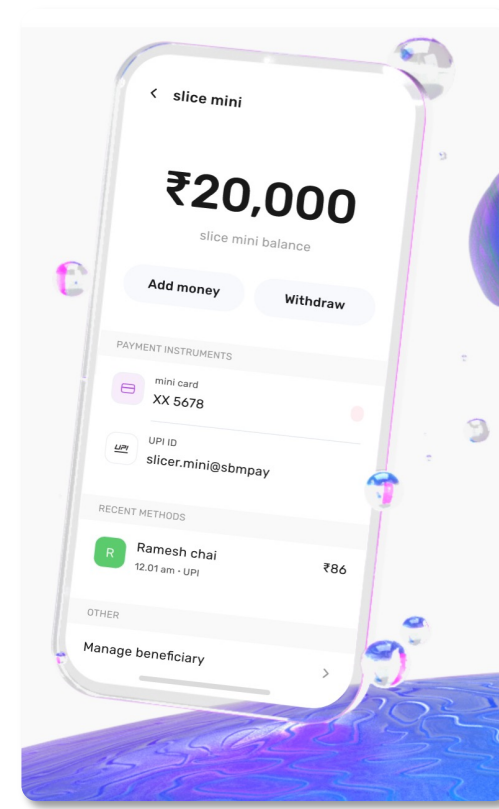 slice mini
₹20,000
slice mini balance
Add money
Withdraw
PAYMENT INSTRUMENTS
mini card
XX 5678
UPI
UPI ID
slicer.mini@sbmpay
RECENT METHODS
R
Ramesh chai
₹86
12.01 am · UPI
OTHER
Manage beneficiary